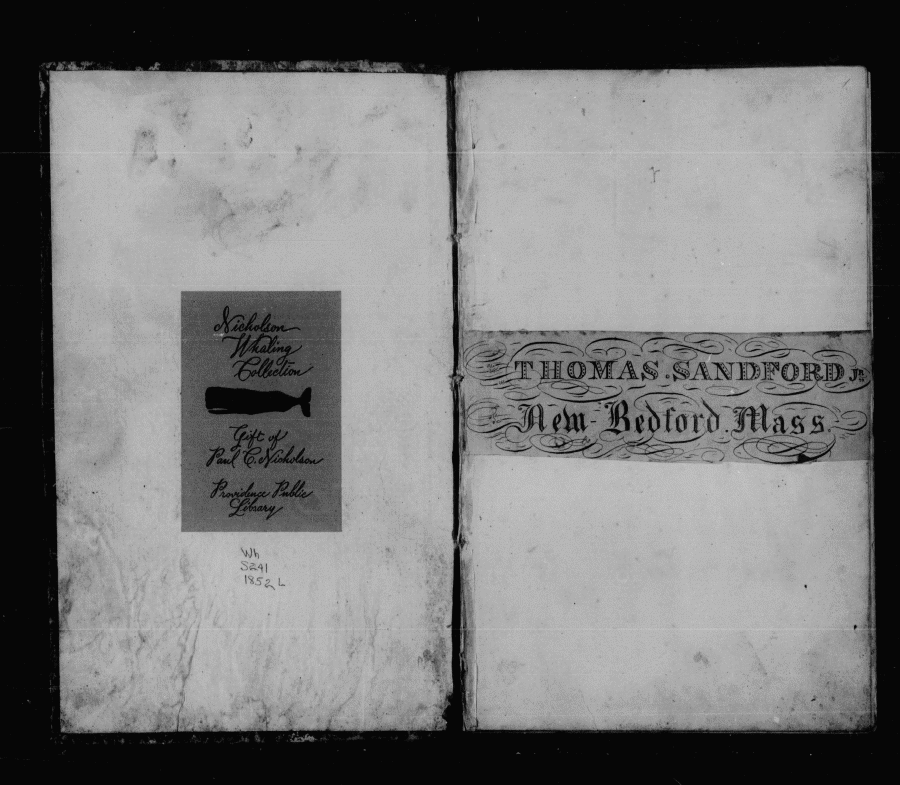 Nicholson
Whaling
Collection
Gift of
Paul C. Nicholson
Providence Public
Library
Wh
S241
1852 L
THOMAS. SANDFORD Jr.
New-Bedford. Mass.